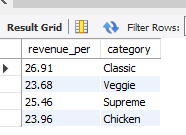 Result Grid Filter Rows:
revenue_per category
26.91 Classic
23.68 Veggie
25.46 Supreme
23.96 Chicken